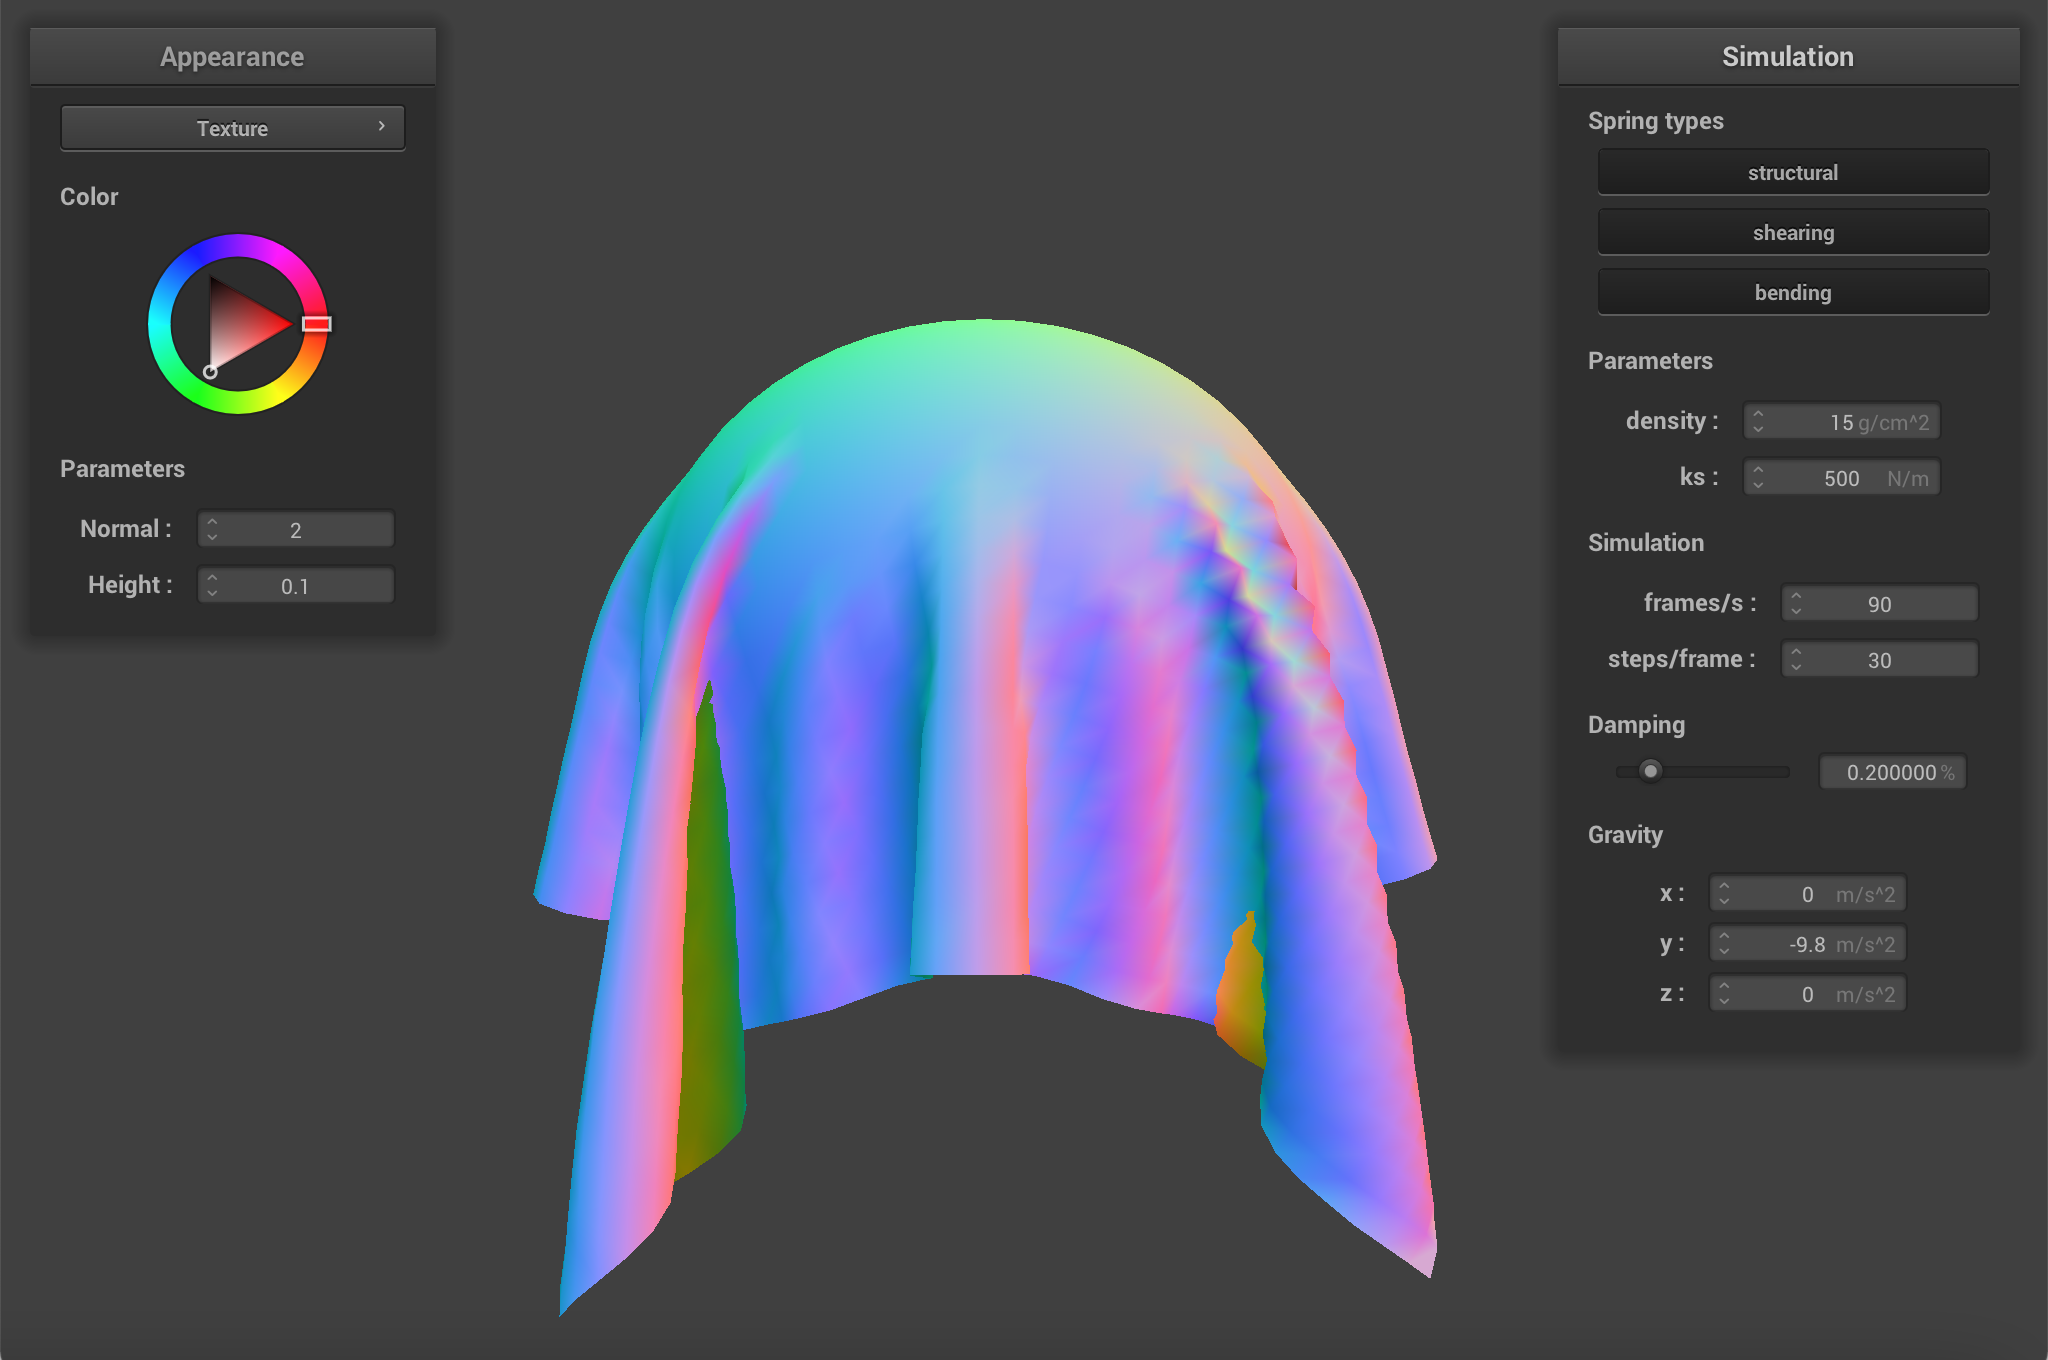 Appearance
Texture
Color
Parameters
Normal : 2
Height : 0.1
Simulation
Spring types
structural
shearing
bending
Parameters
density : 15 g/cm^2
ks : 500 N/m
Simulation
frames/s : 90
steps/frame : 30
Damping
0.200000 %
Gravity
x : 0 m/s^2
y : -9.8 m/s^2
z : 0 m/s^2